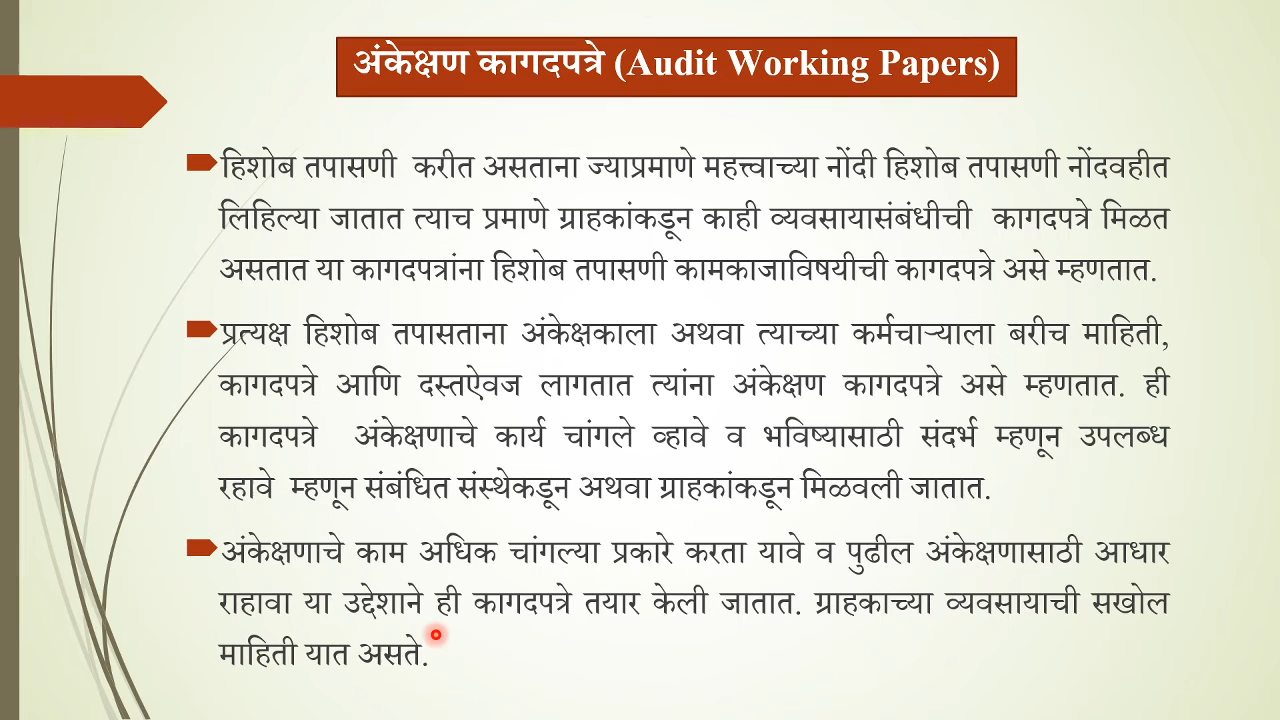 अंकेक्षण कागदपत्रे (Audit Working Papers)
हिशोब तपासणी करीत असताना ज्याप्रमाणे महत्त्वाच्या नोंदी हिशोब तपासणी नोंदवहीत
लिहिल्या जातात त्याच प्रमाणे ग्राहकांकडून काही व्यवसायासंबंधीची कागदपत्रे मिळत
असतात या कागदपत्रांना हिशोब तपासणी कामकाजाविषयीची कागदपत्रे असे म्हणतात.
प्रत्यक्ष हिशोब तपासताना अंकेक्षकाला अथवा त्याच्या कर्मचाऱ्याला बरीच माहिती,
कागदपत्रे आणि दस्तऐवज लागतात त्यांना अंकेक्षण कागदपत्रे असे म्हणतात. ही
कागदपत्रे अंकेक्षणाचे कार्य चांगले व्हावे व भविष्यासाठी संदर्भ म्हणून उपलब्ध
रहावे म्हणून संबंधित संस्थेकडून अथवा ग्राहकांकडून मिळवली जातात.
अंकेक्षणाचे काम अधिक चांगल्या प्रकारे करता यावे व पुढील अंकेक्षणासाठी आधार
राहावा या उद्देशाने ही कागदपत्रे तयार केली जातात. ग्राहकाच्या व्यवसायाची सखोल
माहिती यात असते.